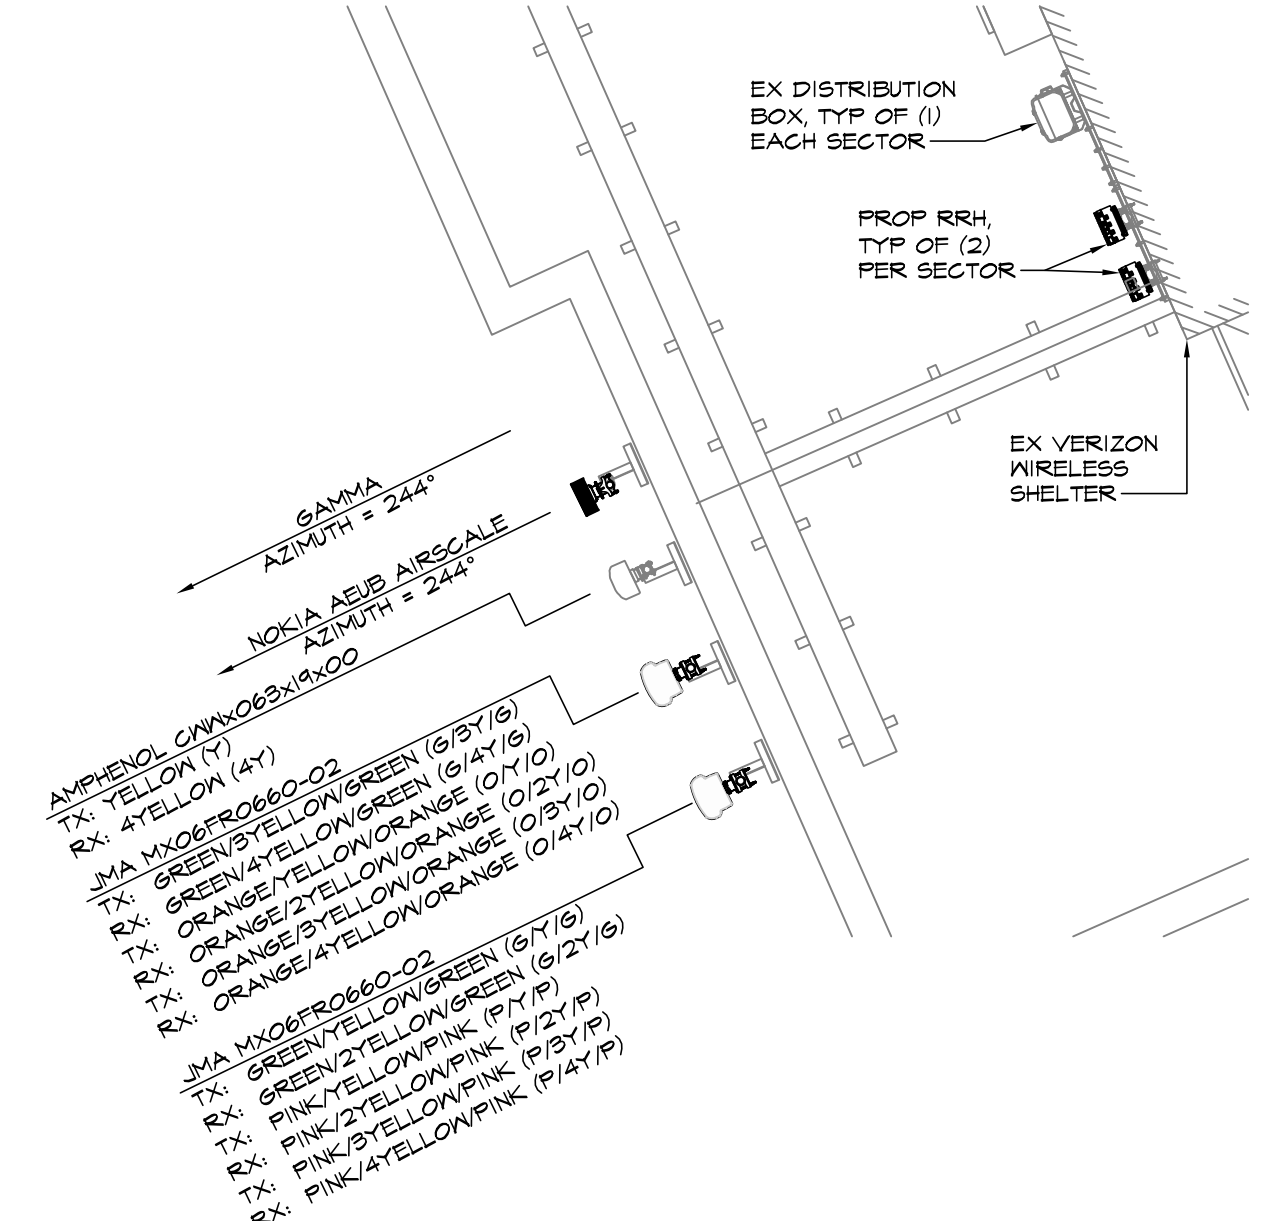 EX DISTRIBUTION
BOX, TYP OF (1)
EACH SECTOR
PROP RRH,
TYP OF (2)
PER SECTOR
EX VERIZON
WIRELESS
SHELTER
GAMMA
AZIMUTH = 244°
NOKIA AEUB AIRSCALE
AZIMUTH = 244°
AMPHENOL CWWx063x19x00
TX: YELLOW (Y)
RX: 4YELLOW (4Y)
JMA MX06FRO660-02
TX: GREEN/3YELLOW/GREEN (G/3Y/G)
RX: GREEN/4YELLOW/GREEN (G/4Y/G)
TX: ORANGE/YELLOW/ORANGE (O/Y/O)
RX: ORANGE/2YELLOW/ORANGE (O/2Y/O)
TX: ORANGE/3YELLOW/ORANGE (O/3Y/O)
RX: ORANGE/4YELLOW/ORANGE (O/4Y/O)
JMA MX06FRO660-02
TX: GREEN/YELLOW/GREEN (G/Y/G)
RX: GREEN/2YELLOW/GREEN (G/2Y/G)
TX: PINK/YELLOW/PINK (P/Y/P)
RX: PINK/2YELLOW/PINK (P/2Y/P)
TX: PINK/3YELLOW/PINK (P/3Y/P)
RX: PINK/4YELLOW/PINK (P/4Y/P)